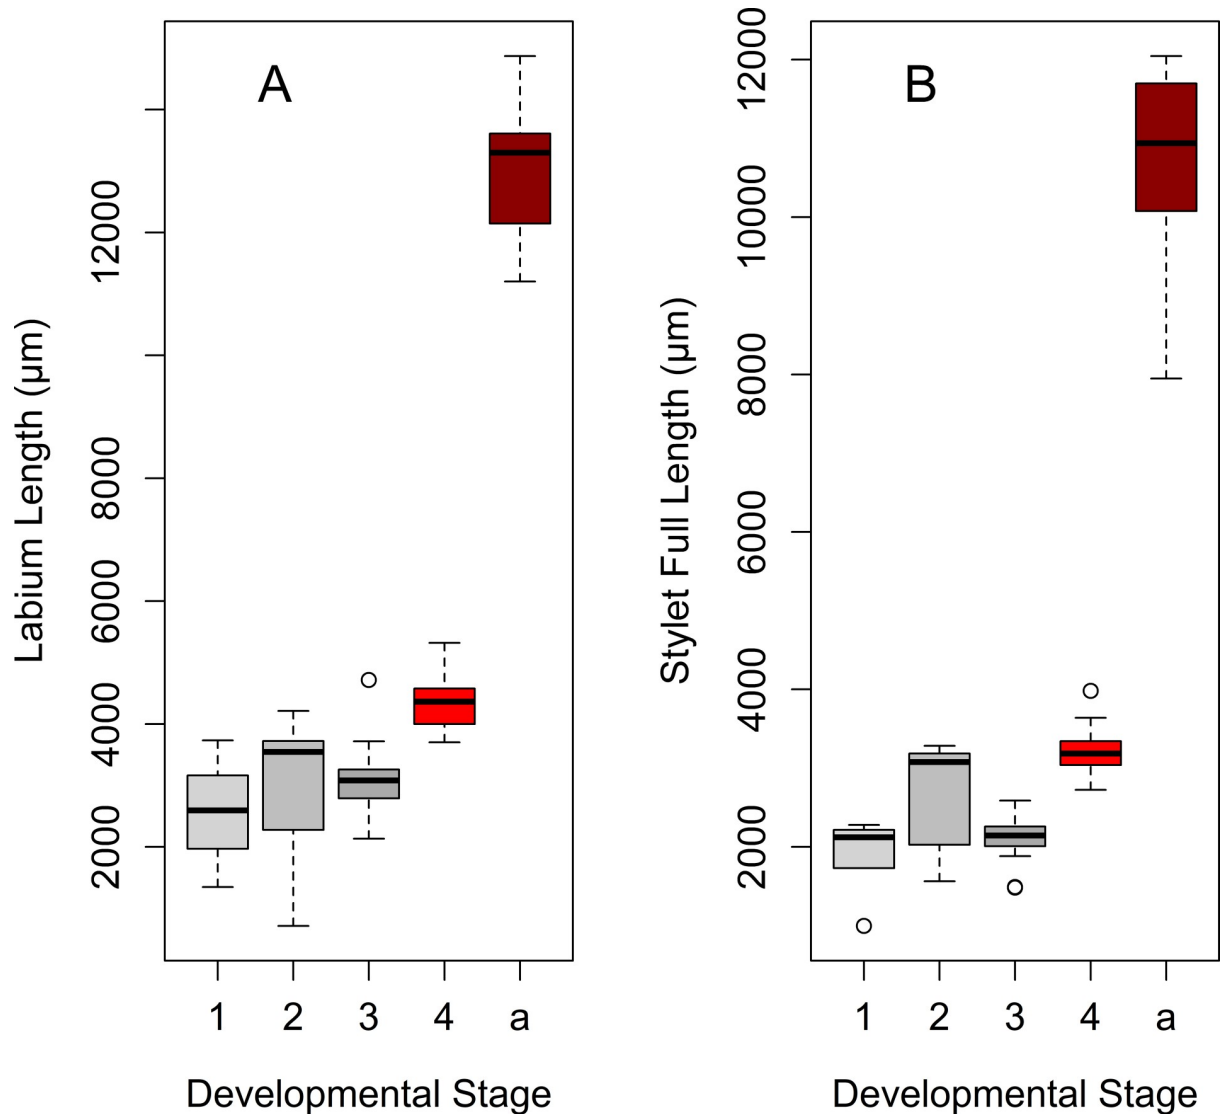 A
Labium Length (µm)
12000
8000
6000
4000
2000
1 2 3 4 a
Developmental Stage
B
Stylet Full Length (µm)
12000
10000
8000
6000
4000
2000
1 2 3 4 a
Developmental Stage